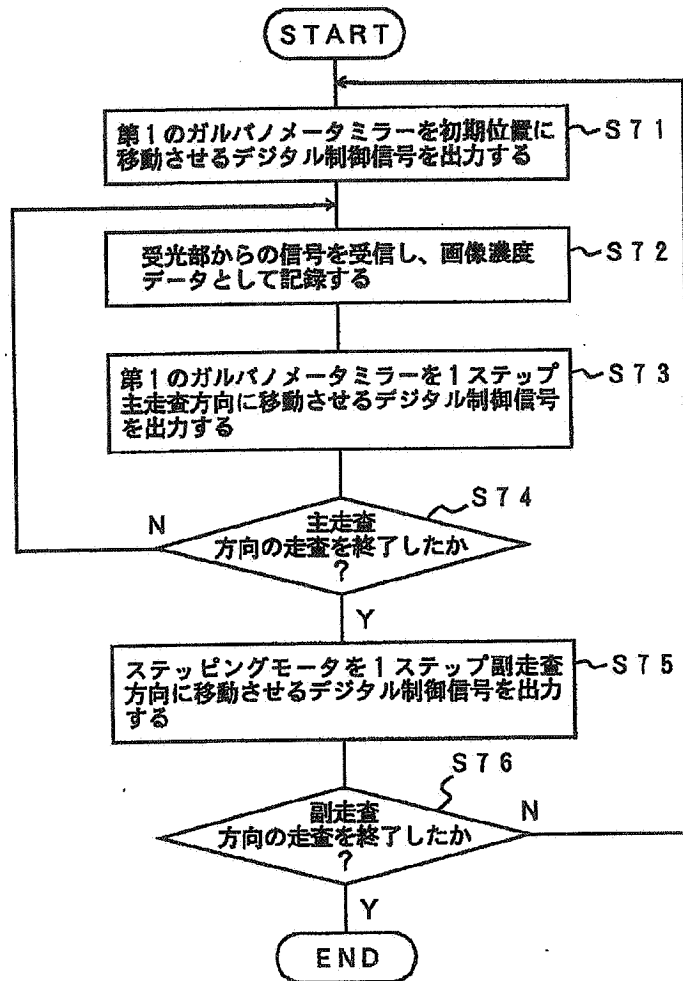 START
第1のガルバノメータミラーを初期位置に
移動させるデジタル制御信号を出力する
S71
受光部からの信号を受信し、画像濃度
データとして記録する
S72
第1のガルバノメータミラーを1ステップ
主走査方向に移動させるデジタル制御信号
を出力する
S73
S74
主走査
方向の走査を終了したか
?
N
Y
ステッピングモータを1ステップ副走査
方向に移動させるデジタル制御信号を出力
する
S75
S76
副走査
方向の走査を終了したか
?
N
Y
END